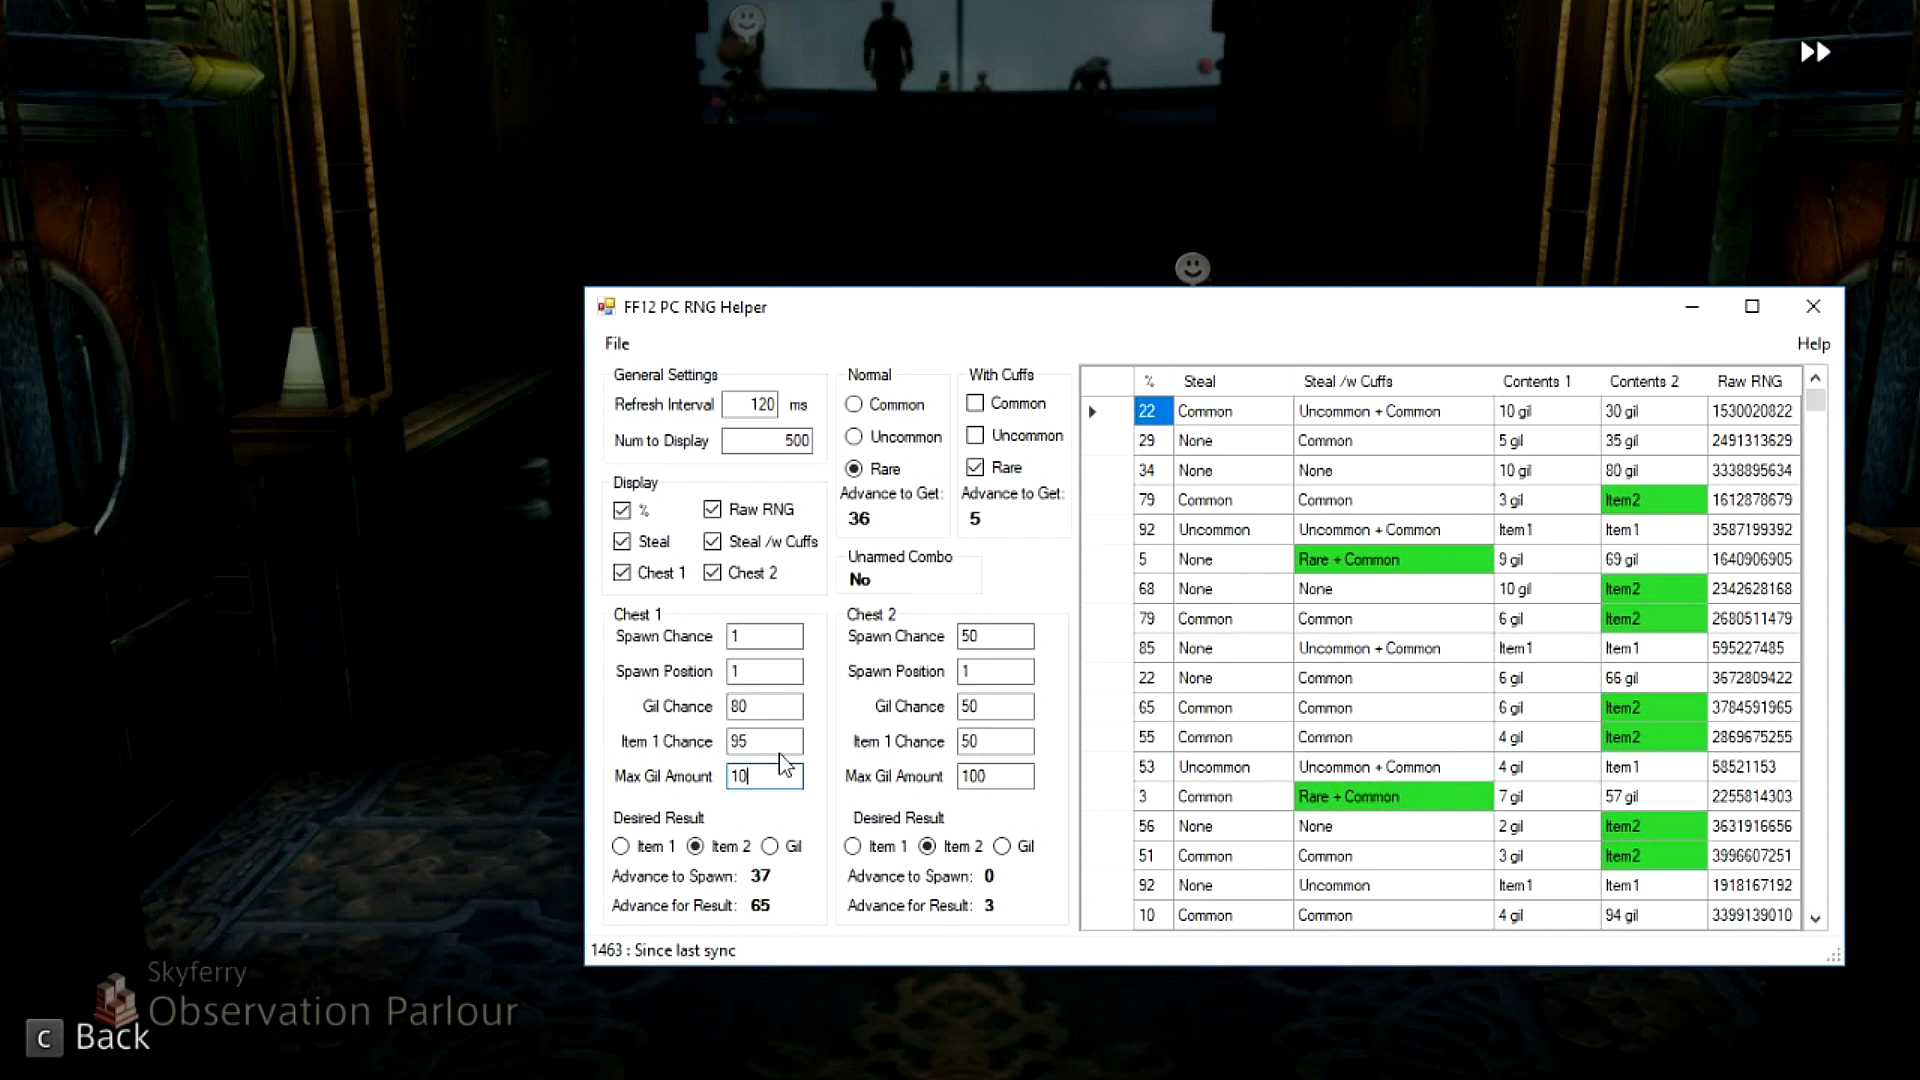 FF12 PC RNG Helper
File
Help
General Settings
Refresh Interval 120 ms
Num to Display 500
Display
% Raw RNG
Steal Steal /w Cuffs
Chest 1 Chest 2
Normal
Common
Uncommon
Rare
Advance to Get:
36
With Cuffs
Common
Uncommon
Rare
Advance to Get:
5
Unarmed Combo
No
Chest 1
Spawn Chance 1
Spawn Position 1
Gil Chance 80
Item 1 Chance 95
Max Gil Amount 10
Desired Result
Item 1 Item 2 Gil
Advance to Spawn: 37
Advance for Result: 65
Chest 2
Spawn Chance 50
Spawn Position 1
Gil Chance 50
Item 1 Chance 50
Max Gil Amount 100
Desired Result
Item 1 Item 2 Gil
Advance to Spawn: 0
Advance for Result: 3
% Steal Steal /w Cuffs Contents 1 Contents 2 Raw RNG
22 Common Uncommon + Common 10 gil 30 gil 1530020822
29 None Common 5 gil 35 gil 2491313629
34 None None 10 gil 80 gil 3338895634
79 Common Common 3 gil Item2 1612878679
92 Uncommon Uncommon + Common Item1 Item1 3587199392
5 None Rare + Common 9 gil 69 gil 1640906905
68 None None 10 gil Item2 2342628168
79 Common Common 6 gil Item2 2680511479
85 None Uncommon + Common Item1 Item1 595227485
22 None Common 6 gil 66 gil 3672809422
65 Common Common 6 gil Item2 3784591965
55 Common Common 4 gil Item2 2869675255
53 Uncommon Uncommon + Common 4 gil Item1 58521153
3 Common Rare + Common 7 gil 57 gil 2255814303
56 None None 2 gil Item2 3631916656
51 Common Common 3 gil Item2 3996607251
92 None Uncommon Item1 Item1 1918167192
10 Common Common 4 gil 94 gil 3399139010
1463 : Since last sync
Skyferry
Observation Parlour
C Back